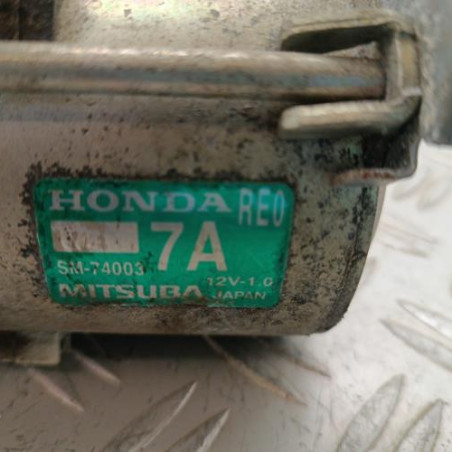 HONDA REO
7A
SM-74003
12V-1.0
MITSUBA JAPAN